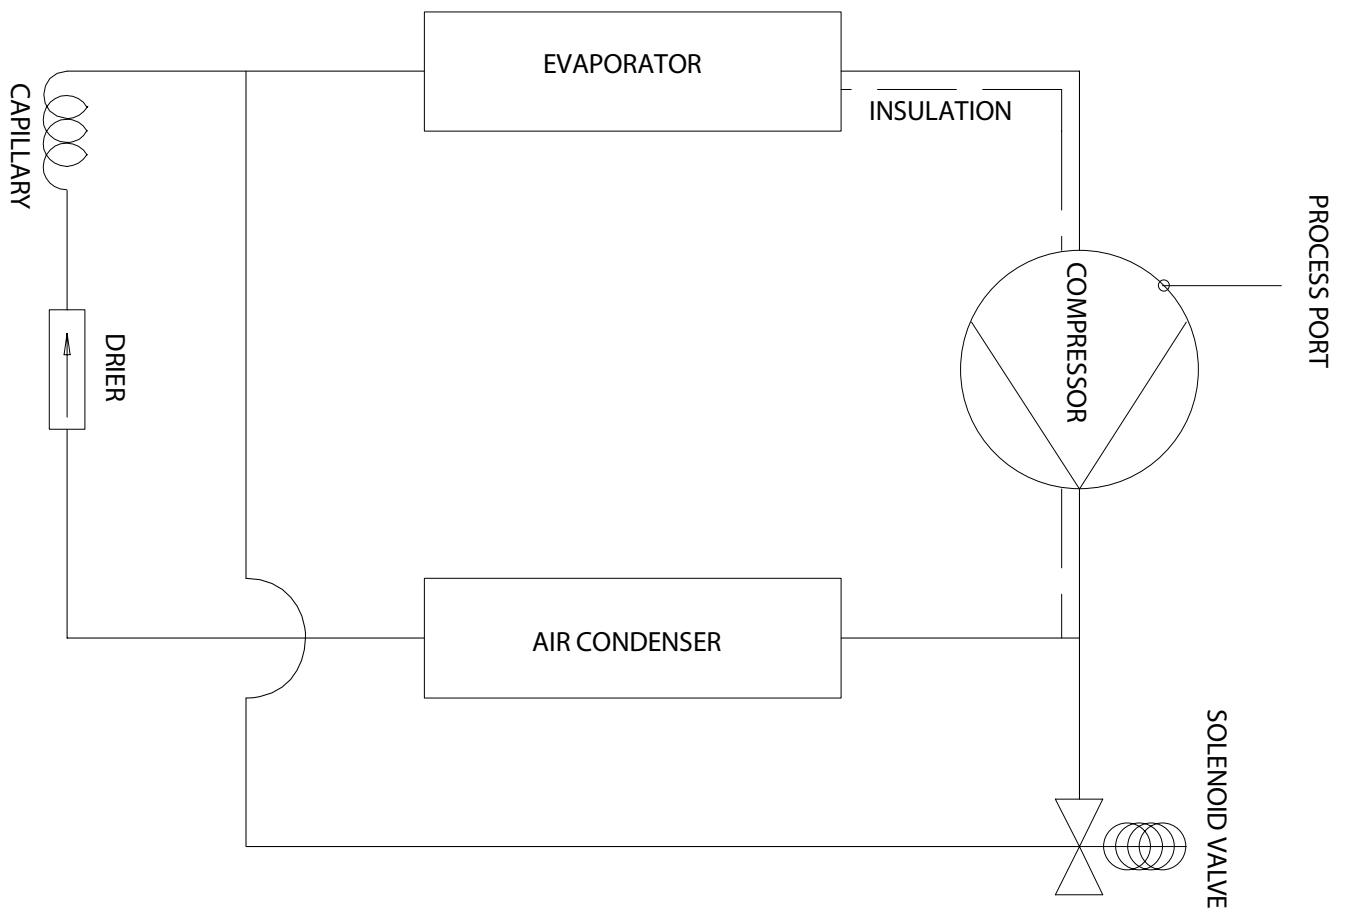 EVAPORATOR
INSULATION
CAPILLARY
PROCESS PORT
COMPRESSOR
DRIER
AIR CONDENSER
SOLENOID VALVE